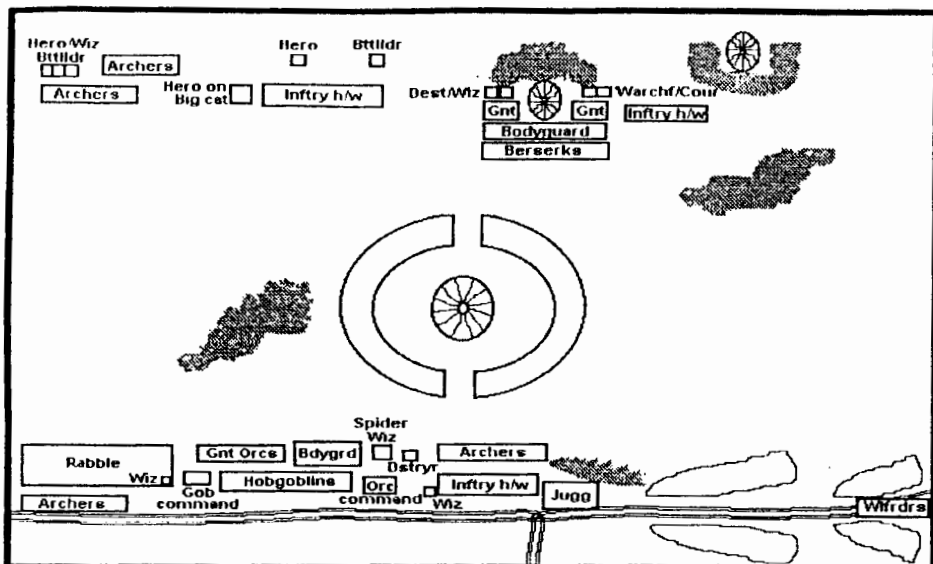 Hero/Wiz
Bttlldr
Archers
Archers
Hero on
Big cat
Hero
Bttlldr
Inftry h/w
Dest/Wiz
Warchf/Cour
Gnt
Gnt
Inftry h/w
Bodyguard
Berserks
Rabble
Wiz
Archers
Gnt Orcs
Bdygrd
Spider
Wiz
Dstryr
Archers
Gob
command
Hobgoblins
Orc
command
Wiz
Inftry h/w
Jugg
Wlfrdrs